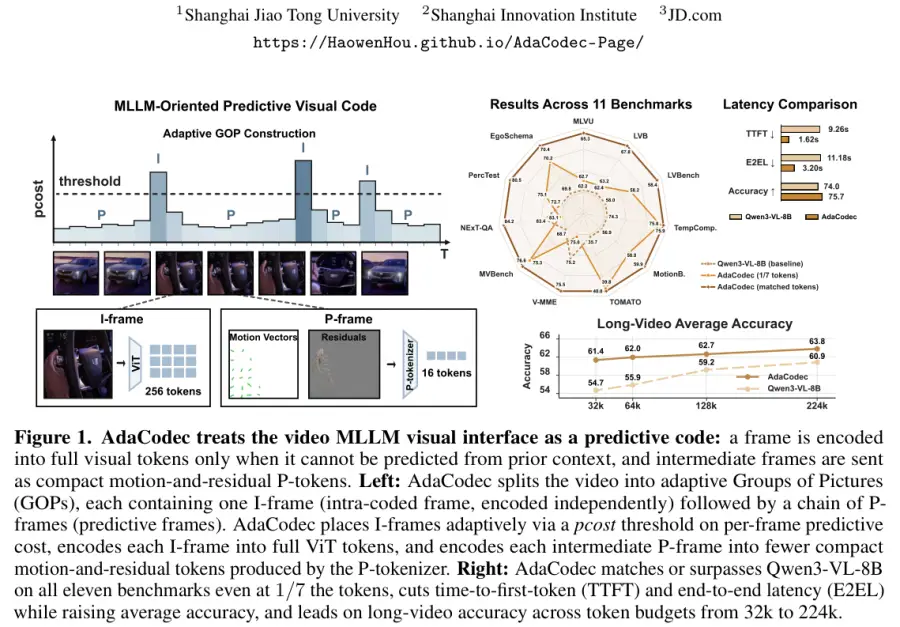 ¹Shanghai Jiao Tong University ²Shanghai Innovation Institute ³JD.com
https://HaowenHou.github.io/AdaCodec-Page/
MLLM-Oriented Predictive Visual Code
Adaptive GOP Construction
pcost
threshold
I
I
I
P
P
P
P
T
I-frame
ViT
256 tokens
P-frame
Motion Vectors
Residuals
P-tokenizer
16 tokens
Results Across 11 Benchmarks
MLVU
LVB
LVBench
TempComp.
MotionB.
TOMATO
V-MME
MVBench
NExT-QA
PercTest
EgoSchema
Qwen3-VL-8B (baseline)
AdaCodec (1/7 tokens)
AdaCodec (matched tokens)
Latency Comparison
TTFT ↓
9.26s
1.62s
E2EL ↓
11.18s
3.20s
Accuracy ↑
74.0
75.7
Qwen3-VL-8B
AdaCodec
Long-Video Average Accuracy
Accuracy
66
62
58
54
61.4
62.0
62.7
63.8
54.7
55.9
59.2
60.9
AdaCodec
Qwen3-VL-8B
32k
64k
128k
224k
Figure 1. AdaCodec treats the video MLLM visual interface as a predictive code: a frame is encoded
into full visual tokens only when it cannot be predicted from prior context, and intermediate frames are sent
as compact motion-and-residual P-tokens. Left: AdaCodec splits the video into adaptive Groups of Pictures
(GOPs), each containing one I-frame (intra-coded frame, encoded independently) followed by a chain of P-
frames (predictive frames). AdaCodec places I-frames adaptively via a pcost threshold on per-frame predictive
cost, encodes each I-frame into full ViT tokens, and encodes each intermediate P-frame into fewer compact
motion-and-residual tokens produced by the P-tokenizer. Right: AdaCodec matches or surpasses Qwen3-VL-8B
on all eleven benchmarks even at 1/7 the tokens, cuts time-to-first-token (TTFT) and end-to-end latency (E2EL)
while raising average accuracy, and leads on long-video accuracy across token budgets from 32k to 224k.